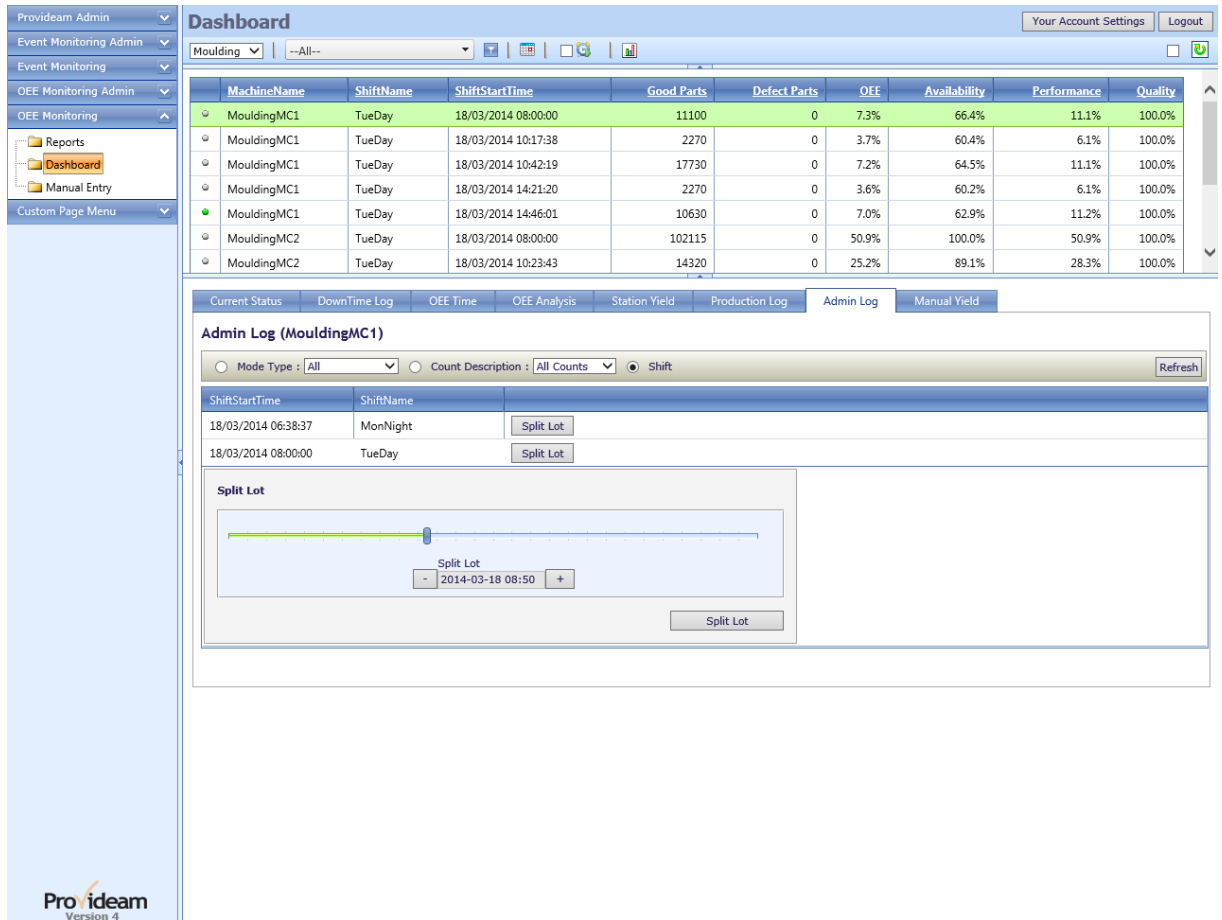 Provideam Admin
Event Monitoring Admin
Event Monitoring
OEE Monitoring Admin
OEE Monitoring
Reports
Dashboard
Manual Entry
Custom Page Menu
Provideam
Version 4
Dashboard
Your Account Settings Logout
Moulding --All--
MachineName ShiftName ShiftStartTime Good Parts Defect Parts OEE Availability Performance Quality
MouldingMC1 TueDay 18/03/2014 08:00:00 11100 0 7.3% 66.4% 11.1% 100.0%
MouldingMC1 TueDay 18/03/2014 10:17:38 2270 0 3.7% 60.4% 6.1% 100.0%
MouldingMC1 TueDay 18/03/2014 10:42:19 17730 0 7.2% 64.5% 11.1% 100.0%
MouldingMC1 TueDay 18/03/2014 14:21:20 2270 0 3.6% 60.2% 6.1% 100.0%
MouldingMC1 TueDay 18/03/2014 14:46:01 10630 0 7.0% 62.9% 11.2% 100.0%
MouldingMC2 TueDay 18/03/2014 08:00:00 102115 0 50.9% 100.0% 50.9% 100.0%
MouldingMC2 TueDay 18/03/2014 10:23:43 14320 0 25.2% 89.1% 28.3% 100.0%
Current Status DownTime Log OEE Time OEE Analysis Station Yield Production Log Admin Log Manual Yield
Admin Log (MouldingMC1)
Mode Type : All Count Description : All Counts Shift Refresh
ShiftStartTime ShiftName
18/03/2014 06:38:37 MonNight Split Lot
18/03/2014 08:00:00 TueDay Split Lot
Split Lot
Split Lot
- 2014-03-18 08:50 +
Split Lot